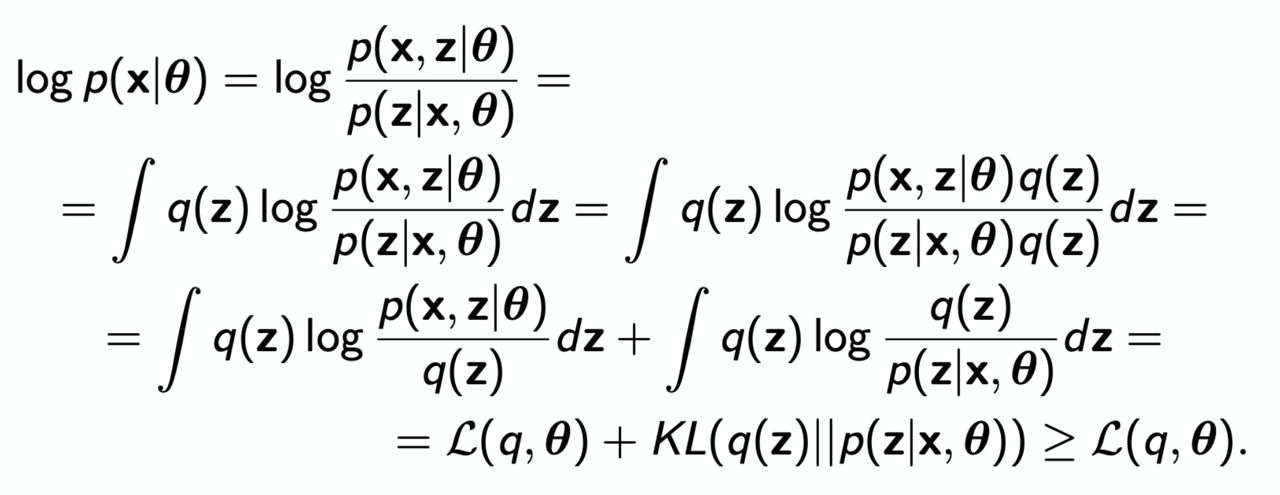 log p(x|θ) = log p(x, z|θ) / p(z|x, θ) =
= ∫ q(z) log p(x, z|θ) / p(z|x, θ) dz = ∫ q(z) log p(x, z|θ)q(z) / p(z|x, θ)q(z) dz =
= ∫ q(z) log p(x, z|θ) / q(z) dz + ∫ q(z) log q(z) / p(z|x, θ) dz =
= ℒ(q, θ) + KL(q(z)||p(z|x, θ)) ≥ ℒ(q, θ).